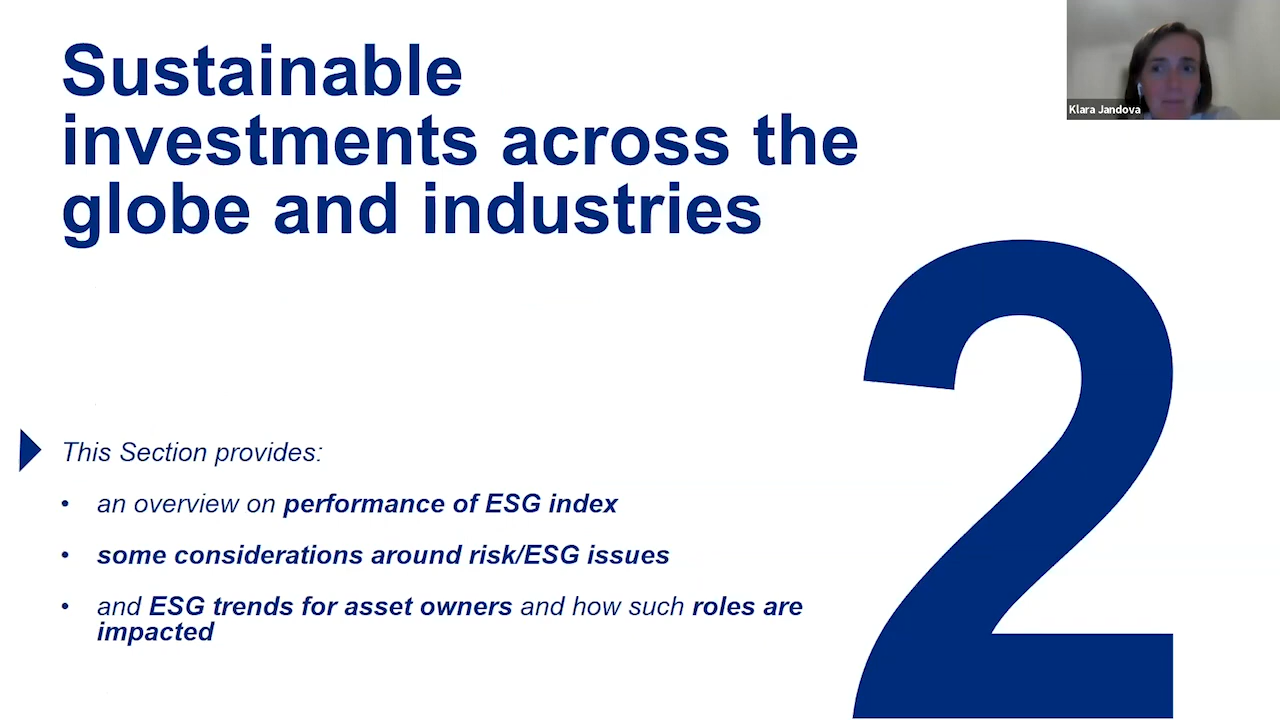 Sustainable
investments across the
globe and industries
Klara Jandova
2
This Section provides:
• an overview on performance of ESG index
• some considerations around risk/ESG issues
• and ESG trends for asset owners and how such roles are
impacted